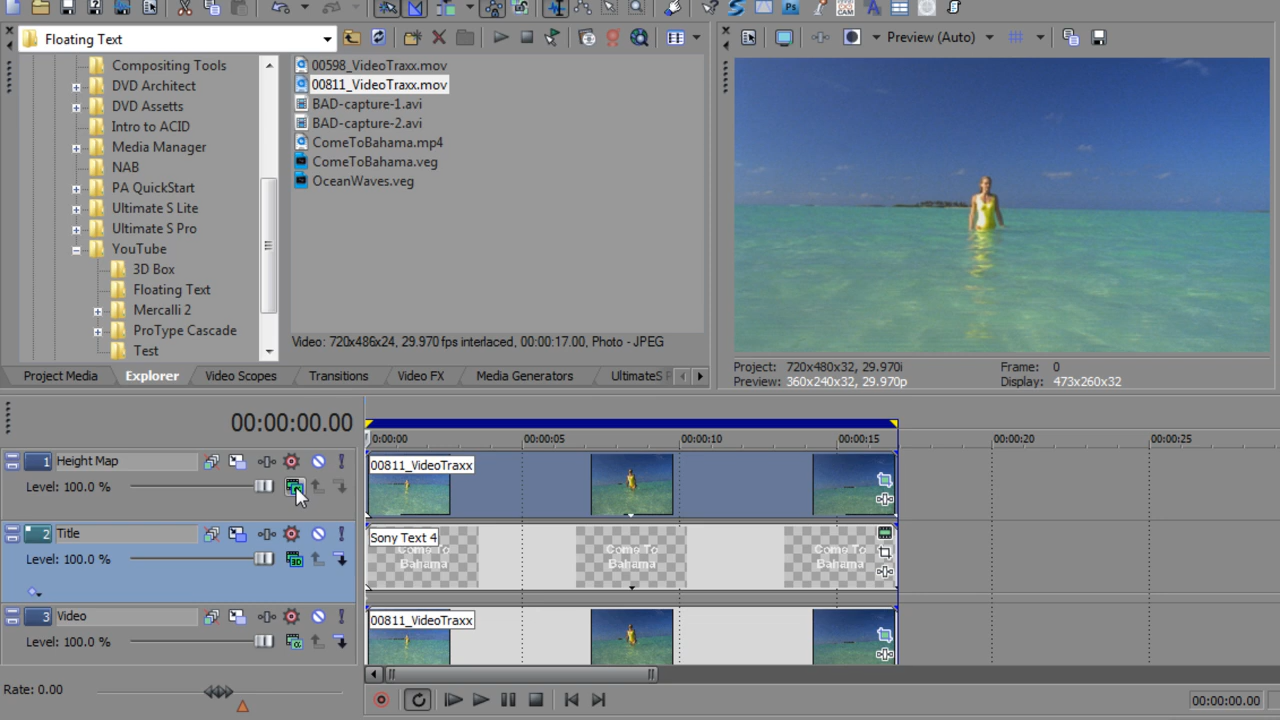 Floating Text
Preview (Auto)
Compositing Tools
DVD Architect
DVD Assetts
Intro to ACID
Media Manager
NAB
PA QuickStart
Ultimate S Lite
Ultimate S Pro
YouTube
3D Box
Floating Text
Mercalli 2
ProType Cascade
Test
00598_VideoTraxx.mov
00811_VideoTraxx.mov
BAD-capture-1.avi
BAD-capture-2.avi
ComeToBahama.mp4
ComeToBahama.veg
OceanWaves.veg
Video: 720x486x24, 29.970 fps interlaced, 00:00:17.00, Photo - JPEG
Project Media
Explorer
Video Scopes
Transitions
Video FX
Media Generators
UltimateS P
Project: 720x480x32, 29.970i
Frame: 0
Preview: 360x240x32, 29.970p
Display: 473x260x32
00:00:00.00
0:00:00
00:00:05
00:00:10
00:00:15
00:00:20
00:00:25
1 Height Map
Level: 100.0 %
00811_VideoTraxx
2 Title
Level: 100.0 %
3D
Sony Text 4
Come To
Bahama
Come To
Bahama
Come To
Bahama
3 Video
Level: 100.0 %
00811_VideoTraxx
Rate: 0.00
00:00:00.00